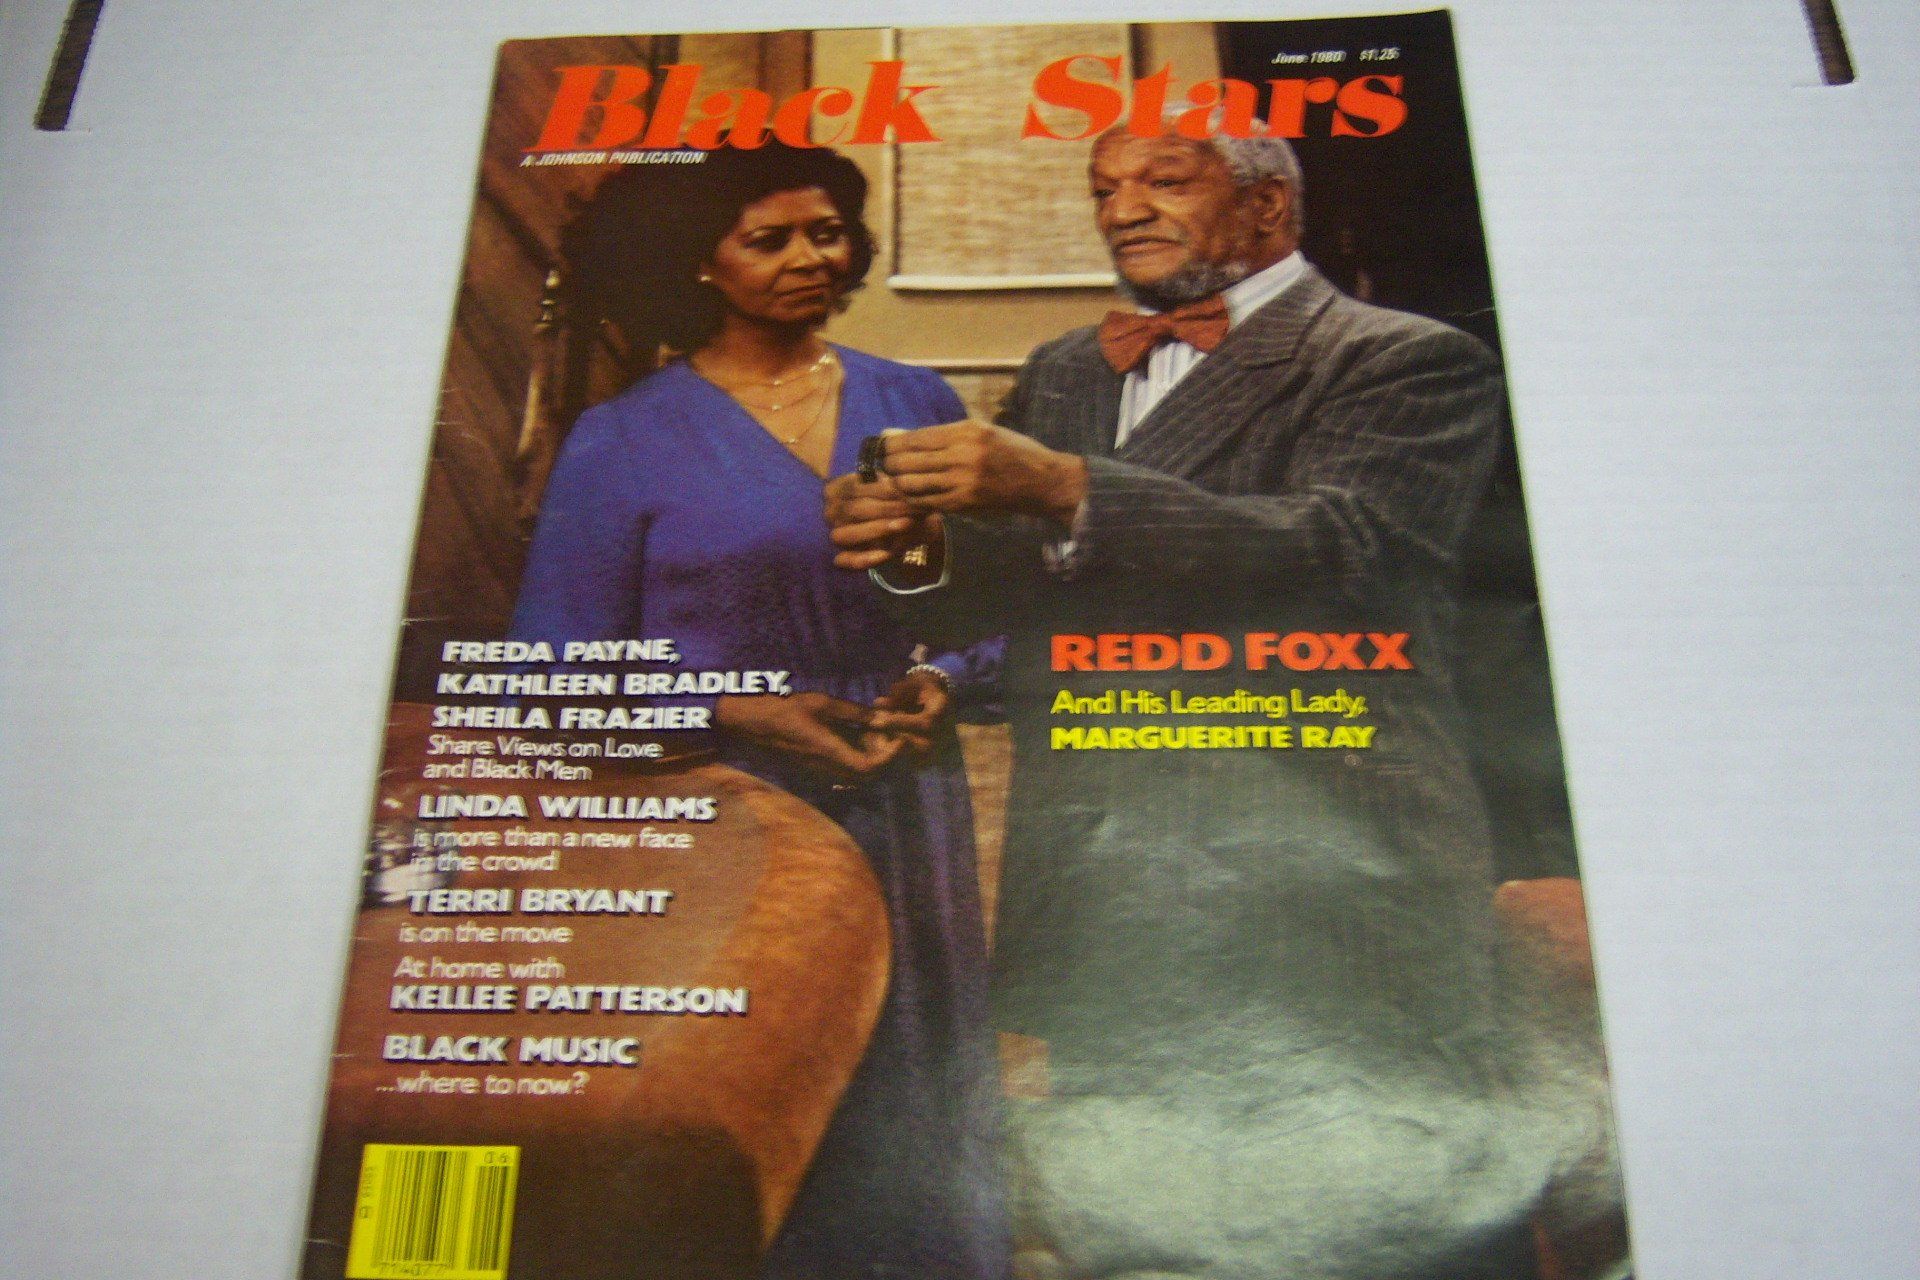 June 1980 $1.25
Black Stars
A JOHNSON PUBLICATION
FREDA PAYNE,
KATHLEEN BRADLEY,
SHEILA FRAZIER
Share Views on Love
and Black Men
LINDA WILLIAMS
is more than a new face
in the crowd
TERRI BRYANT
is on the move
At home with
KELLEE PATTERSON
BLACK MUSIC
...where to now?
REDD FOXX
And His Leading Lady,
MARGUERITE RAY
06
71407